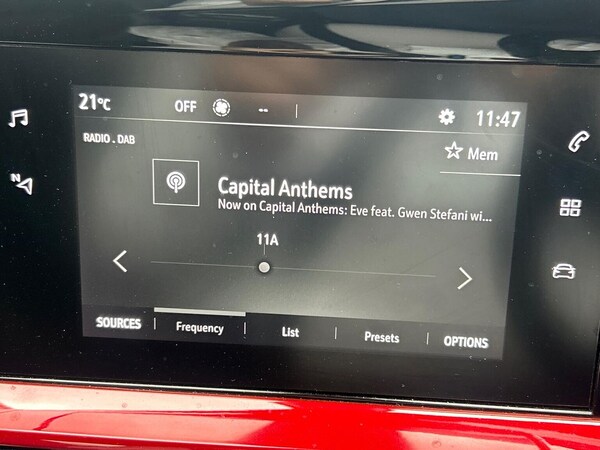 21°C OFF -- 11:47
RADIO . DAB
Mem
Capital Anthems
Now on Capital Anthems: Eve feat. Gwen Stefani wi...
11A
N
SOURCES Frequency List Presets OPTIONS